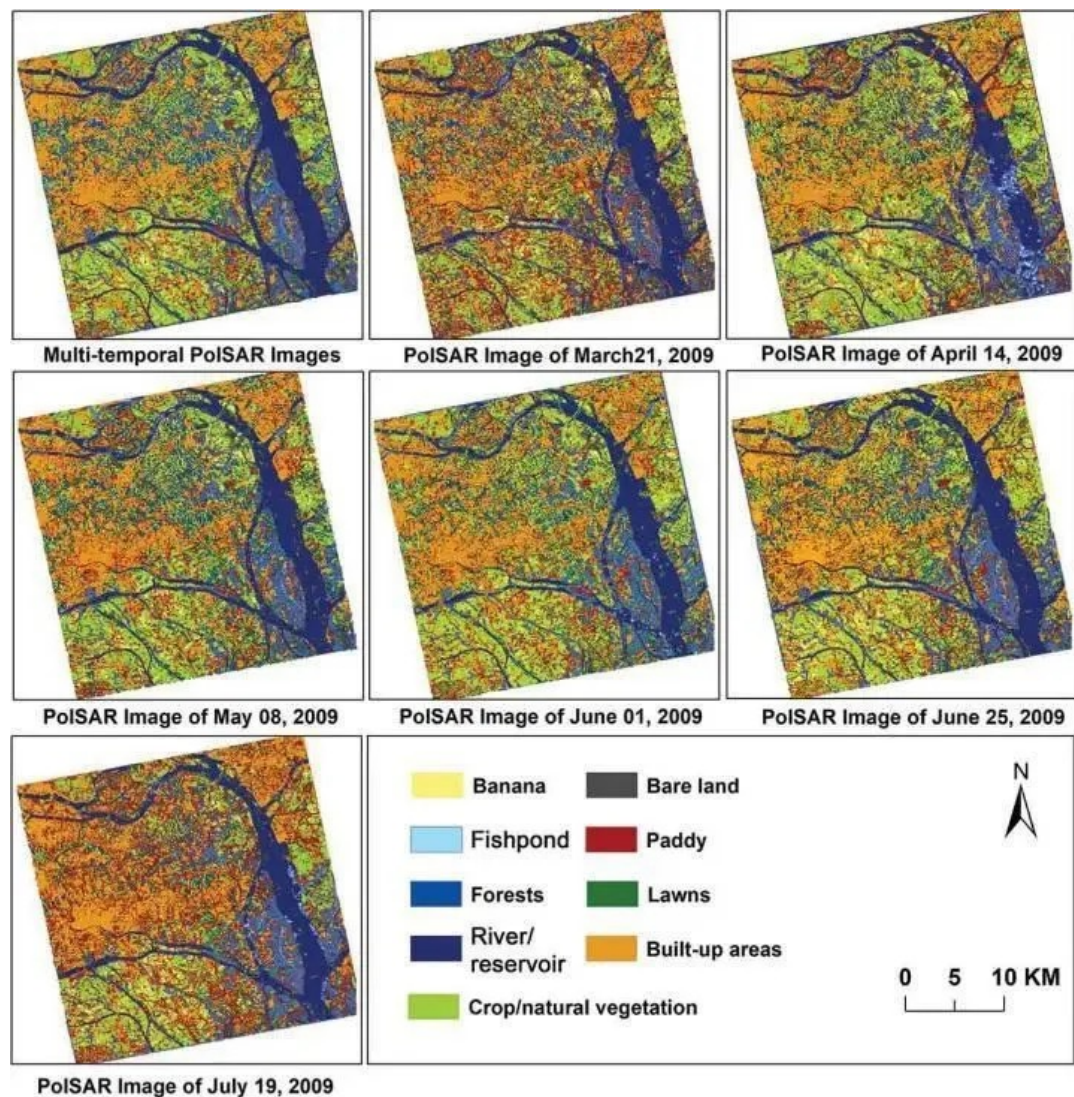 Multi-temporal PolSAR Images
PolSAR Image of March21, 2009
PolSAR Image of April 14, 2009
PolSAR Image of May 08, 2009
PolSAR Image of June 01, 2009
PolSAR Image of June 25, 2009
PolSAR Image of July 19, 2009
Banana
Bare land
Fishpond
Paddy
Forests
Lawns
River/
reservoir
Built-up areas
Crop/natural vegetation
N
0 5 10 KM